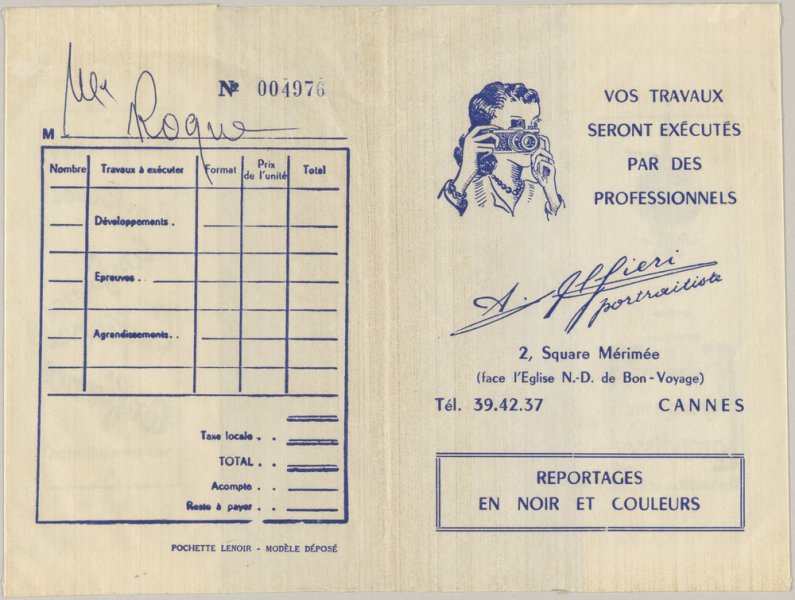 Nº 004976
M Mlle Roque
Nombre Travaux à exécuter Format Prix de l'unité Total
Développements .
Epreuves . .
Agrandissements . .
Taxe locale . .
TOTAL . .
Acompte . .
Reste à payer . .
POCHETTE LENOIR - MODÈLE DÉPOSÉ
VOS TRAVAUX
SERONT EXÉCUTÉS
PAR DES
PROFESSIONNELS
A. Alfieri
portraitiste
2, Square Mérimée
(face l'Eglise N.-D. de Bon-Voyage)
Tél. 39.42.37 CANNES
REPORTAGES
EN NOIR ET COULEURS